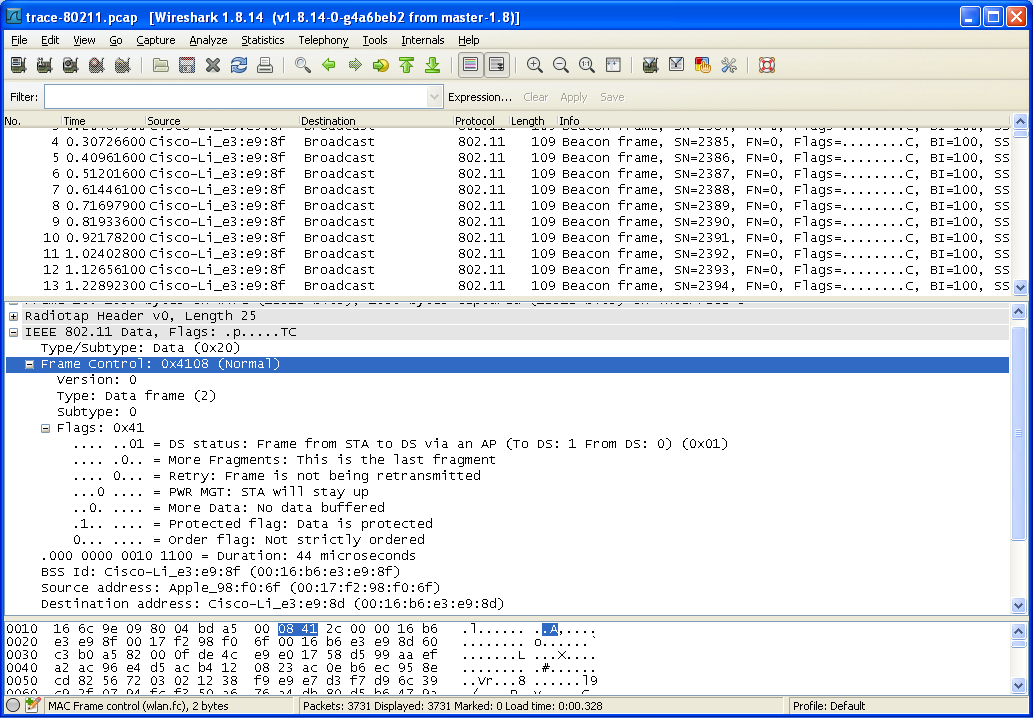 trace-80211.pcap [Wireshark 1.8.14 (v1.8.14-0-g4a6beb2 from master-1.8)]
File Edit View Go Capture Analyze Statistics Telephony Tools Internals Help
Filter: Expression... Clear Apply Save
No. Time Source Destination Protocol Length Info
4 0.30726600 Cisco-Li_e3:e9:8f Broadcast 802.11 109 Beacon frame, SN=2385, FN=0, Flags=........C, BI=100, SS
5 0.40961600 Cisco-Li_e3:e9:8f Broadcast 802.11 109 Beacon frame, SN=2386, FN=0, Flags=........C, BI=100, SS
6 0.51201600 Cisco-Li_e3:e9:8f Broadcast 802.11 109 Beacon frame, SN=2387, FN=0, Flags=........C, BI=100, SS
7 0.61446100 Cisco-Li_e3:e9:8f Broadcast 802.11 109 Beacon frame, SN=2388, FN=0, Flags=........C, BI=100, SS
8 0.71697900 Cisco-Li_e3:e9:8f Broadcast 802.11 109 Beacon frame, SN=2389, FN=0, Flags=........C, BI=100, SS
9 0.81933600 Cisco-Li_e3:e9:8f Broadcast 802.11 109 Beacon frame, SN=2390, FN=0, Flags=........C, BI=100, SS
10 0.92178200 Cisco-Li_e3:e9:8f Broadcast 802.11 109 Beacon frame, SN=2391, FN=0, Flags=........C, BI=100, SS
11 1.02402800 Cisco-Li_e3:e9:8f Broadcast 802.11 109 Beacon frame, SN=2392, FN=0, Flags=........C, BI=100, SS
12 1.12656100 Cisco-Li_e3:e9:8f Broadcast 802.11 109 Beacon frame, SN=2393, FN=0, Flags=........C, BI=100, SS
13 1.22892300 Cisco-Li_e3:e9:8f Broadcast 802.11 109 Beacon frame, SN=2394, FN=0, Flags=........C, BI=100, SS
Radiotap Header v0, Length 25
IEEE 802.11 Data, Flags: .p.....TC
Type/Subtype: Data (0x20)
Frame Control: 0x4108 (Normal)
Version: 0
Type: Data frame (2)
Subtype: 0
Flags: 0x41
.... ..01 = DS status: Frame from STA to DS via an AP (To DS: 1 From DS: 0) (0x01)
.... .0.. = More Fragments: This is the last fragment
.... 0... = Retry: Frame is not being retransmitted
...0 .... = PWR MGT: STA will stay up
..0. .... = More Data: No data buffered
.1.. .... = Protected flag: Data is protected
0... .... = Order flag: Not strictly ordered
.000 0000 0010 1100 = Duration: 44 microseconds
BSS Id: Cisco-Li_e3:e9:8f (00:16:b6:e3:e9:8f)
Source address: Apple_98:f0:6f (00:17:f2:98:f0:6f)
Destination address: Cisco-Li_e3:e9:8d (00:16:b6:e3:e9:8d)
0010 16 6c 9e 09 80 04 bd a5 00 08 41 2c 00 00 16 b6 .l...... ..A,....
0020 e3 e9 8f 00 17 f2 98 f0 6f 00 16 b6 e3 e9 8d 60 ........ o......`
0030 c3 b0 a5 82 00 0f de 4c e9 e0 17 58 d5 99 aa ef .......L ...X....
0040 a2 ac 96 e4 d5 ac b4 12 08 23 ac 0e b6 ec 95 8e ........ .#......
0050 cd 82 56 72 03 02 12 38 f9 e9 e7 d3 f7 d9 6c 39 ..Vr...8 ......l9
MAC Frame control (wlan.fc), 2 bytes Packets: 3731 Displayed: 3731 Marked: 0 Load time: 0:00.328 Profile: Default